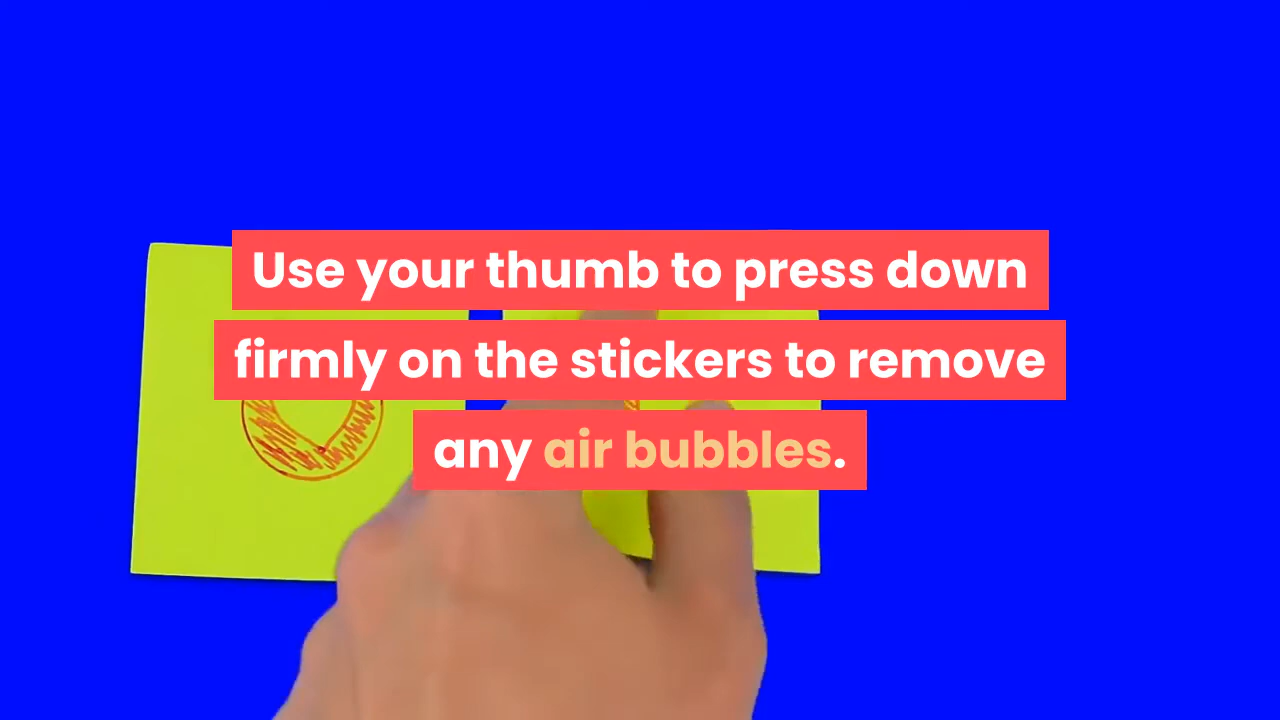 Use your thumb to press down
firmly on the stickers to remove
any air bubbles.